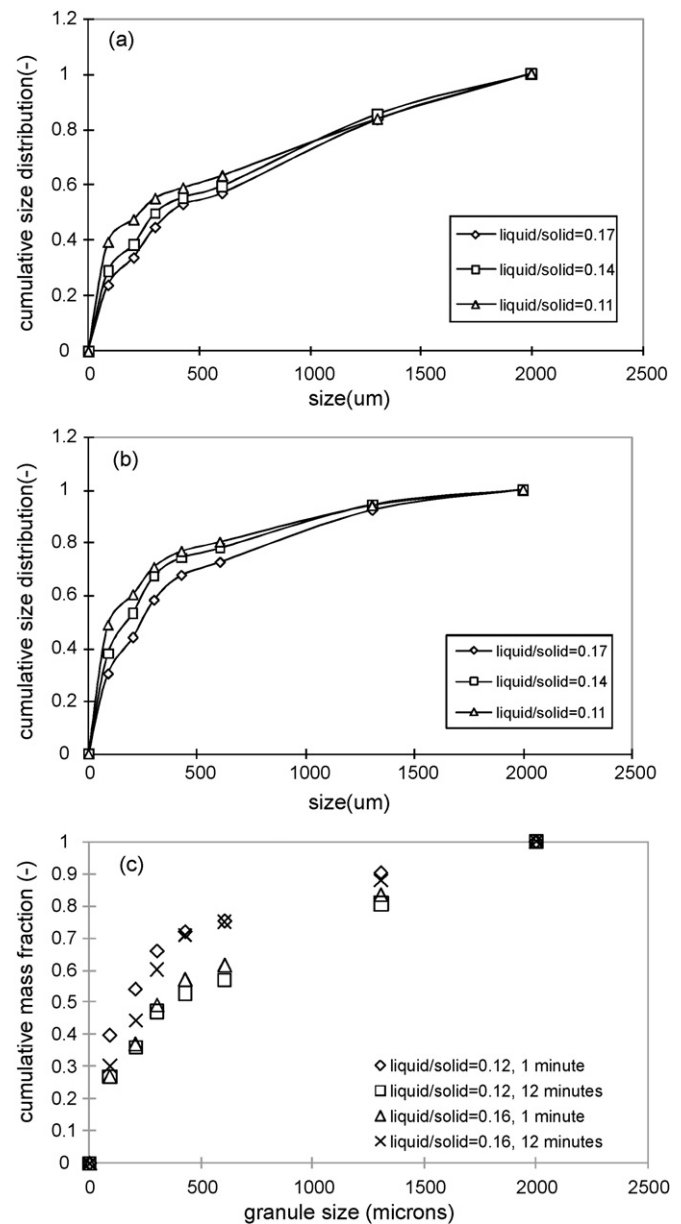 (a)
cumulative size distribution(-)
1.2
1
0.8
0.6
0.4
0.2
0
0 500 1000 1500 2000 2500
size(um)
liquid/solid=0.17
liquid/solid=0.14
liquid/solid=0.11
(b)
cumulative size distribution(-)
1.2
1
0.8
0.6
0.4
0.2
0
0 500 1000 1500 2000 2500
size(um)
liquid/solid=0.17
liquid/solid=0.14
liquid/solid=0.11
(c)
cumulative mass fraction (-)
1
0.9
0.8
0.7
0.6
0.5
0.4
0.3
0.2
0.1
0
0 500 1000 1500 2000 2500
granule size (microns)
liquid/solid=0.12, 1 minute
liquid/solid=0.12, 12 minutes
liquid/solid=0.16, 1 minute
liquid/solid=0.16, 12 minutes